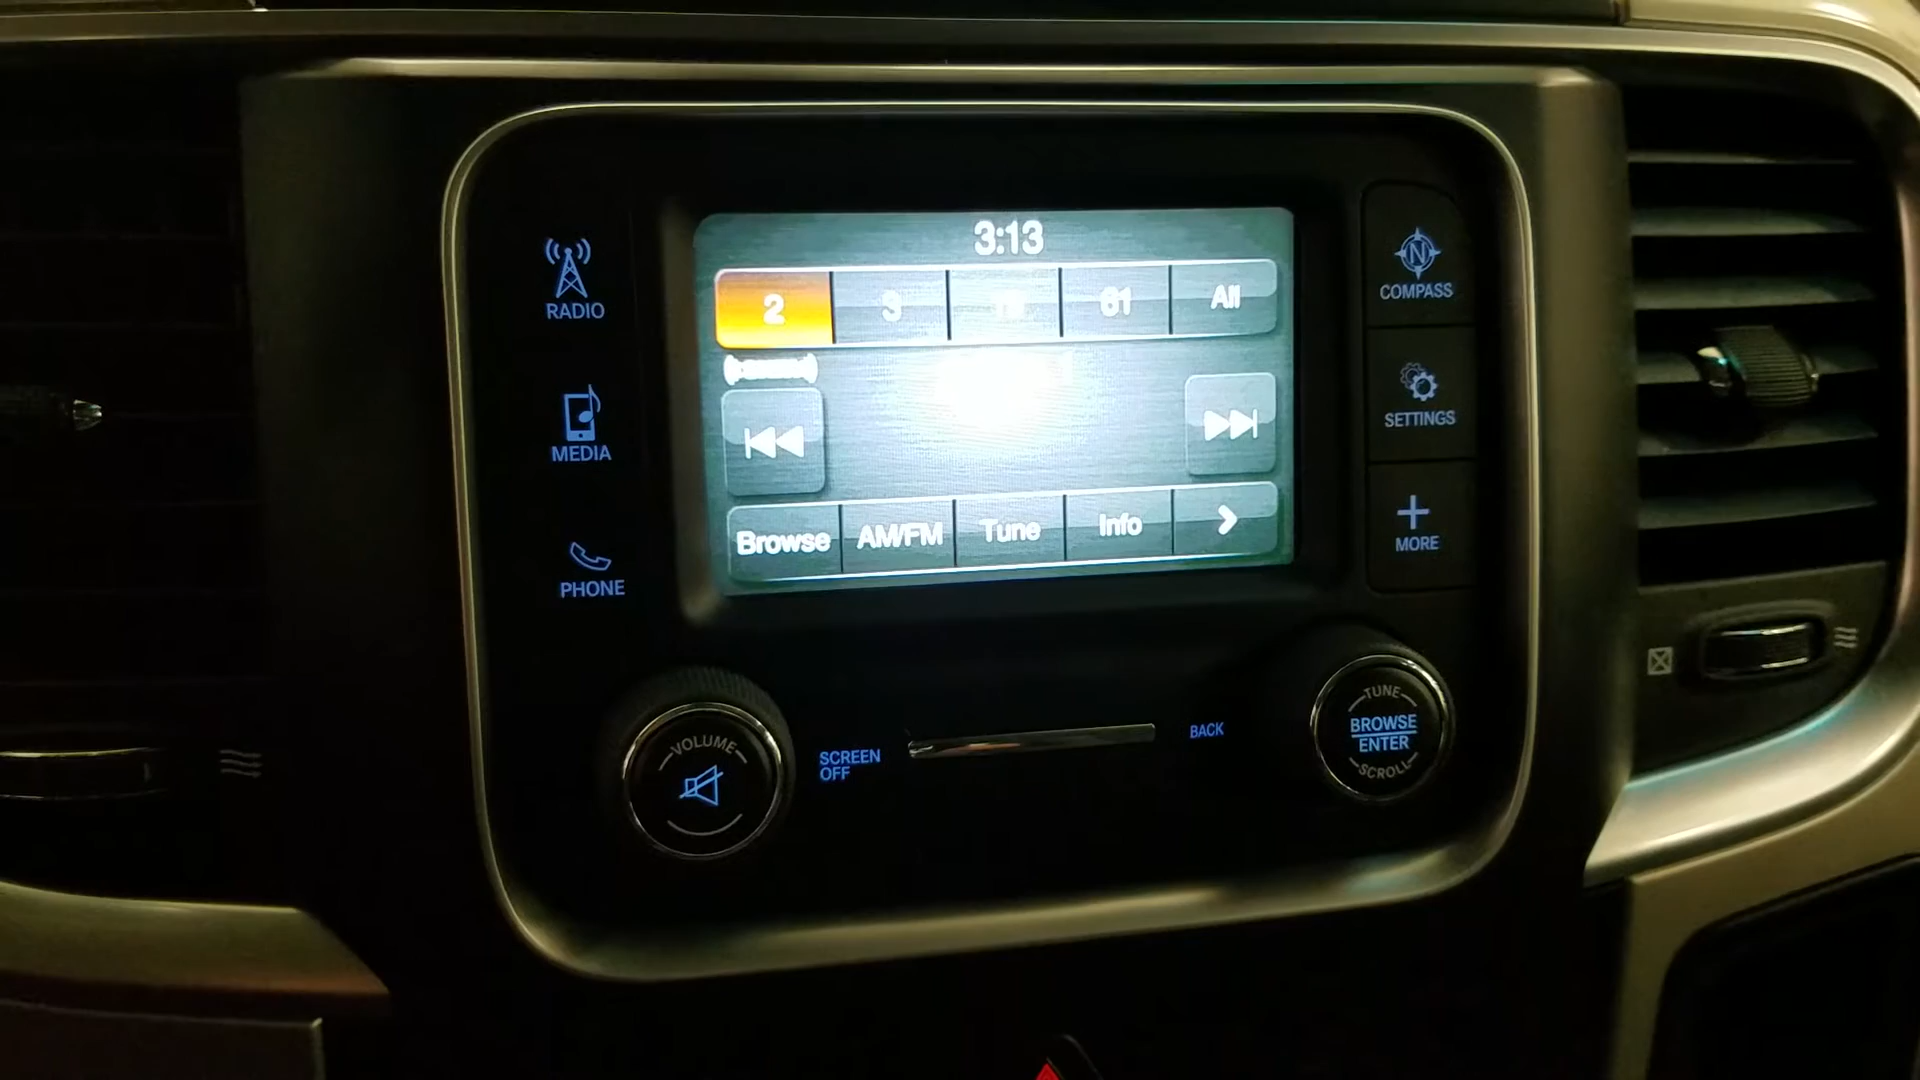 3:13
2 3 61 All
Browse AM/FM Tune Info
RADIO
MEDIA
PHONE
N
COMPASS
SETTINGS
MORE
VOLUME
SCREEN
OFF
BACK
TUNE
BROWSE
ENTER
SCROLL